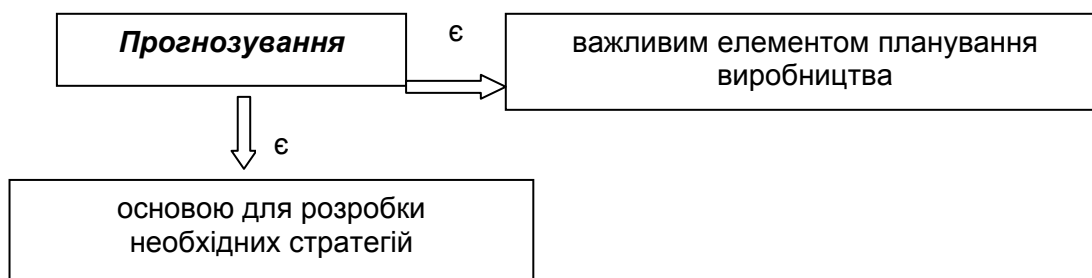 Прогнозування
є
важливим елементом планування
виробництва
є
основою для розробки
необхідних стратегій